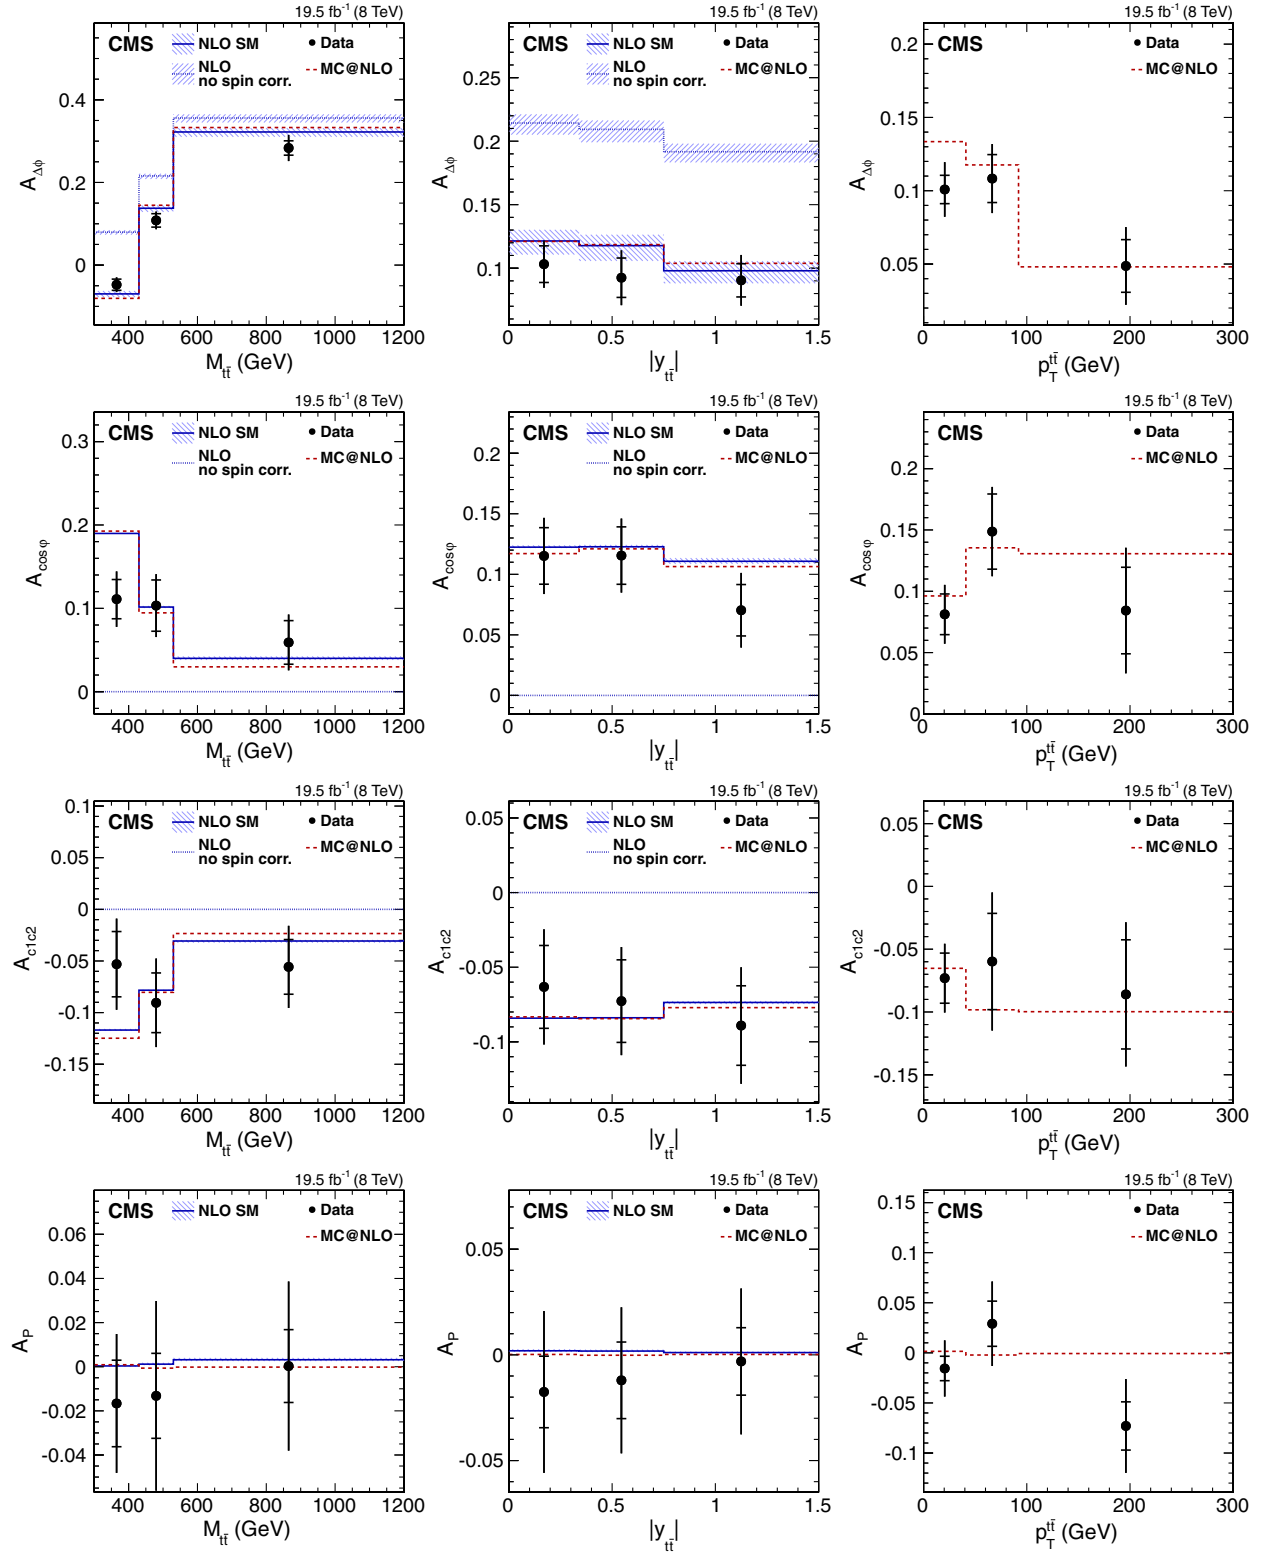 19.5 fb-1 (8 TeV)
CMS
NLO SM
Data
NLO
no spin corr.
MC@NLO
0.4
0.2
0
AΔϕ
400 600 800 1000 1200
Mtt̄ (GeV)
19.5 fb-1 (8 TeV)
CMS
NLO SM
Data
NLO
no spin corr.
MC@NLO
0.25
0.2
0.15
0.1
AΔϕ
0 0.5 1 1.5
|ytt̄|
19.5 fb-1 (8 TeV)
CMS
Data
MC@NLO
0.2
0.15
0.1
0.05
AΔϕ
0 100 200 300
pTtt̄ (GeV)
19.5 fb-1 (8 TeV)
CMS
NLO SM
Data
NLO
no spin corr.
MC@NLO
0.3
0.2
0.1
0
Acosφ
400 600 800 1000 1200
Mtt̄ (GeV)
19.5 fb-1 (8 TeV)
CMS
NLO SM
Data
NLO
no spin corr.
MC@NLO
0.2
0.15
0.1
0.05
0
Acosφ
0 0.5 1 1.5
|ytt̄|
19.5 fb-1 (8 TeV)
CMS
Data
MC@NLO
0.2
0.15
0.1
0.05
0
Acosφ
0 100 200 300
pTtt̄ (GeV)
19.5 fb-1 (8 TeV)
CMS
NLO SM
Data
NLO
no spin corr.
MC@NLO
0.1
0.05
0
-0.05
-0.1
-0.15
Ac1c2
400 600 800 1000 1200
Mtt̄ (GeV)
19.5 fb-1 (8 TeV)
CMS
NLO SM
Data
NLO
no spin corr.
MC@NLO
0.05
0
-0.05
-0.1
Ac1c2
0 0.5 1 1.5
|ytt̄|
19.5 fb-1 (8 TeV)
CMS
Data
MC@NLO
0.05
0
-0.05
-0.1
-0.15
Ac1c2
0 100 200 300
pTtt̄ (GeV)
19.5 fb-1 (8 TeV)
CMS
NLO SM
Data
MC@NLO
0.06
0.04
0.02
0
-0.02
-0.04
AP
400 600 800 1000 1200
Mtt̄ (GeV)
19.5 fb-1 (8 TeV)
CMS
NLO SM
Data
MC@NLO
0.05
0
-0.05
AP
0 0.5 1 1.5
|ytt̄|
19.5 fb-1 (8 TeV)
CMS
Data
MC@NLO
0.15
0.1
0.05
0
-0.05
-0.1
AP
0 100 200 300
pTtt̄ (GeV)